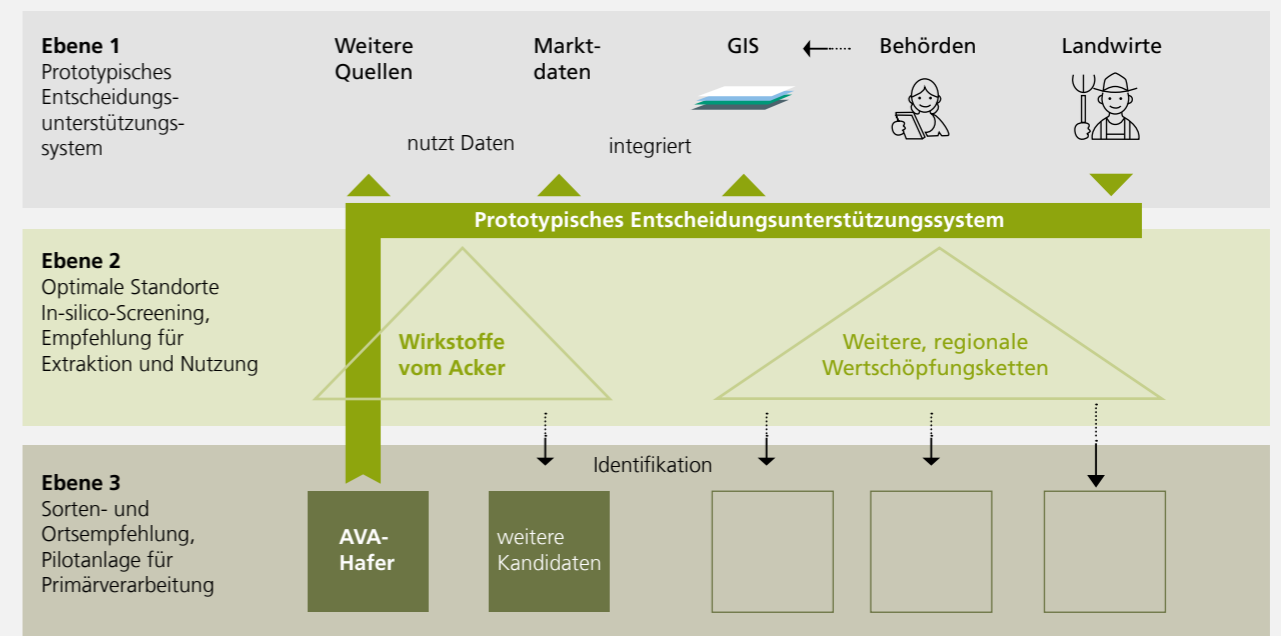 Ebene 1
Prototypisches
Entscheidungs-
unterstützungs-
system
Weitere
Quellen
Markt-
daten
GIS
Behörden
Landwirte
nutzt Daten
integriert
Prototypisches Entscheidungsunterstützungssystem
Ebene 2
Optimale Standorte
In-silico-Screening,
Empfehlung für
Extraktion und Nutzung
Wirkstoffe
vom Acker
Weitere, regionale
Wertschöpfungsketten
Ebene 3
Sorten- und
Ortsempfehlung,
Pilotanlage für
Primärverarbeitung
Identifikation
AVA-
Hafer
weitere
Kandidaten